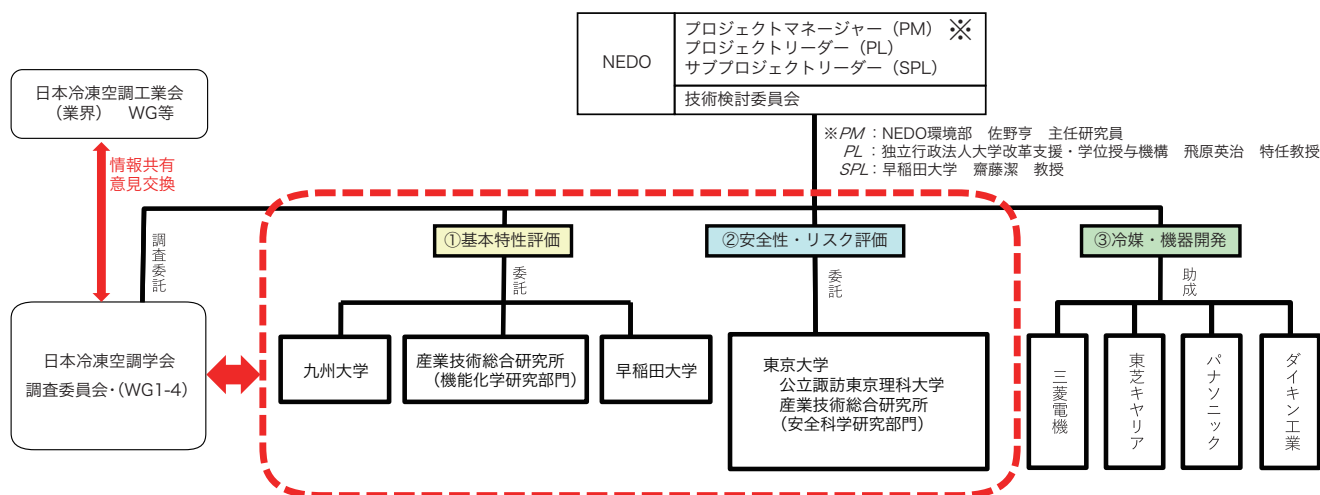 NEDO
プロジェクトマネージャー（PM） ※
プロジェクトリーダー（PL）
サブプロジェクトリーダー（SPL）
技術検討委員会
※PM：NEDO環境部　佐野亨　主任研究員
PL：独立行政法人大学改革支援・学位授与機構　飛原英治　特任教授
SPL：早稲田大学　齋藤潔　教授
日本冷凍空調工業会
（業界）　WG等
情報共有
意見交換
調査委託
日本冷凍空調学会
調査委員会・（WG1-4）
①基本特性評価
委託
九州大学
産業技術総合研究所
（機能化学研究部門）
早稲田大学
②安全性・リスク評価
委託
東京大学
公立諏訪東京理科大学
産業技術総合研究所
（安全科学研究部門）
③冷媒・機器開発
助成
三菱電機
東芝キヤリア
パナソニック
ダイキン工業